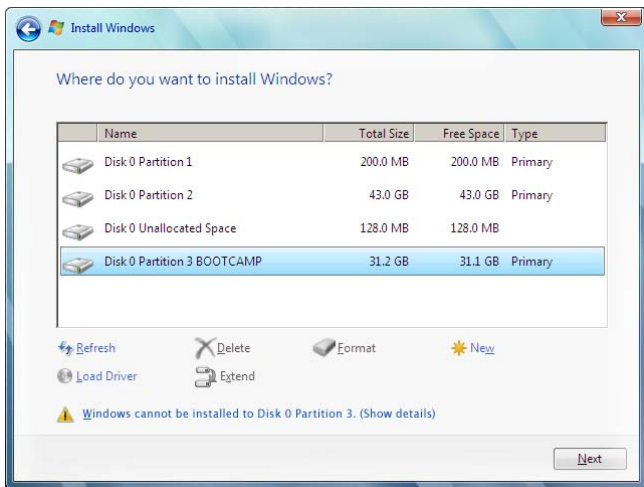 Install Windows
Where do you want to install Windows?
Name Total Size Free Space Type
Disk 0 Partition 1 200.0 MB 200.0 MB Primary
Disk 0 Partition 2 43.0 GB 43.0 GB Primary
Disk 0 Unallocated Space 128.0 MB 128.0 MB
Disk 0 Partition 3 BOOTCAMP 31.2 GB 31.1 GB Primary
Refresh Delete Format New
Load Driver Extend
Windows cannot be installed to Disk 0 Partition 3. (Show details)
Next